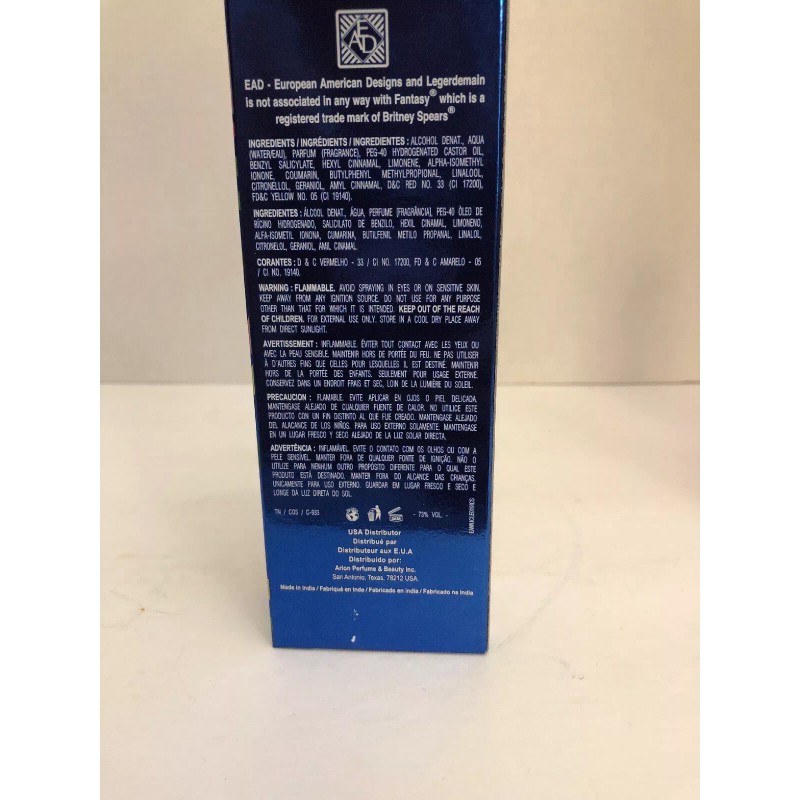 EAD
EAD - European American Designs and Legerdemain
is not associated in any way with Fantasy® which is a
registered trade mark of Britney Spears®
INGREDIENTS / INGRÉDIENTS / INGREDIENTES : ALCOHOL DENAT., AQUA
(WATER/EAU), PARFUM (FRAGRANCE), PEG-40 HYDROGENATED CASTOR OIL,
BENZYL SALICYLATE, HEXYL CINNAMAL, LIMONENE, ALPHA-ISOMETHYL
IONONE, COUMARIN, BUTYLPHENYL METHYLPROPIONAL, LINALOOL,
CITRONELLOL, GERANIOL, AMYL CINNAMAL, D&C RED NO. 33 (CI 17200),
FD&C YELLOW NO. 05 (CI 19140).
INGREDIENTES : ÁLCOOL DENAT., ÁGUA, PERFUME [FRAGRÂNCIA], PEG-40 ÓLEO DE
RÍCINO HIDROGENADO, SALICILATO DE BENZILO, HEXIL CINAMAL, LIMONENO,
ALFA-ISOMETIL IONONA, CUMARINA, BUTILFENIL METILO PROPANAL, LINALOL,
CITRONELOL, GERANIOL, AMIL CINAMAL.
CORANTES : D & C VERMELHO - 33 / CI NO. 17200, FD & C AMARELO - 05
/ CI NO. 19140.
WARNING : FLAMMABLE. AVOID SPRAYING IN EYES OR ON SENSITIVE SKIN.
KEEP AWAY FROM ANY IGNITION SOURCE. DO NOT USE FOR ANY PURPOSE
OTHER THAN THAT FOR WHICH IT IS INTENDED. KEEP OUT OF THE REACH
OF CHILDREN. FOR EXTERNAL USE ONLY. STORE IN A COOL DRY PLACE AWAY
FROM DIRECT SUNLIGHT.
AVERTISSEMENT : INFLAMMABLE. ÉVITER TOUT CONTACT AVEC LES YEUX OU
AVEC LA PEAU SENSIBLE. MAINTENIR HORS DE PORTÉE DU FEU. NE PAS UTILISER
À D'AUTRES FINS QUE CELLES POUR LESQUELLES IL EST DESTINÉ. MAINTENIR
HORS DE LA PORTÉE DES ENFANTS. SEULEMENT POUR USAGE EXTERNE.
CONSERVEZ DANS UN ENDROIT FRAIS ET SEC, LOIN DE LA LUMIÈRE DU SOLEIL.
PRECAUCION : FLAMABLE. EVITE APLICAR EN OJOS O PIEL DELICADA.
MANTENGASE ALEJADO DE CUALQUIER FUENTE DE CALOR. NO UTILICE ESTE
PRODUCTO CON UN FIN DISTINTO AL QUE FUE CREADO. MANTENGASE ALEJADO
DEL ALACANCE DE LOS NIÑOS. PARA USO EXTERNO SOLAMENTE. MANTENGASE
EN UN LUGAR FRESCO Y SECO ALEJADO DE LA LUZ SOLAR DIRECTA.
ADVERTÊNCIA : INFLAMÁVEL. EVITE O CONTATO COM OS OLHOS OU COM A
PELE SENSÍVEL. MANTER FORA DE QUALQUER FONTE DE IGNIÇÃO. NÃO O
UTILIZE PARA NENHUM OUTRO PROPÓSITO DIFERENTE PARA O QUAL ESTE
PRODUTO ESTÁ DESTINADO. MANTER FORA DO ALCANCE DAS CRIANÇAS.
UNICAMENTE PARA USO EXTERNO. GUARDAR EM LUGAR FRESCO E SECO E
LONGE DA LUZ DIRETA DO SOL.
TN / COS / C-933
- 73% VOL. -
USA Distributor
Distribué par
Distributeur aux E.U.A
Distribuido por:
Arion Perfume & Beauty Inc.
San Antonio, Texas. 78212 USA.
Made in India / Fabriqué en Inde / Fabricado en India / Fabricado na India